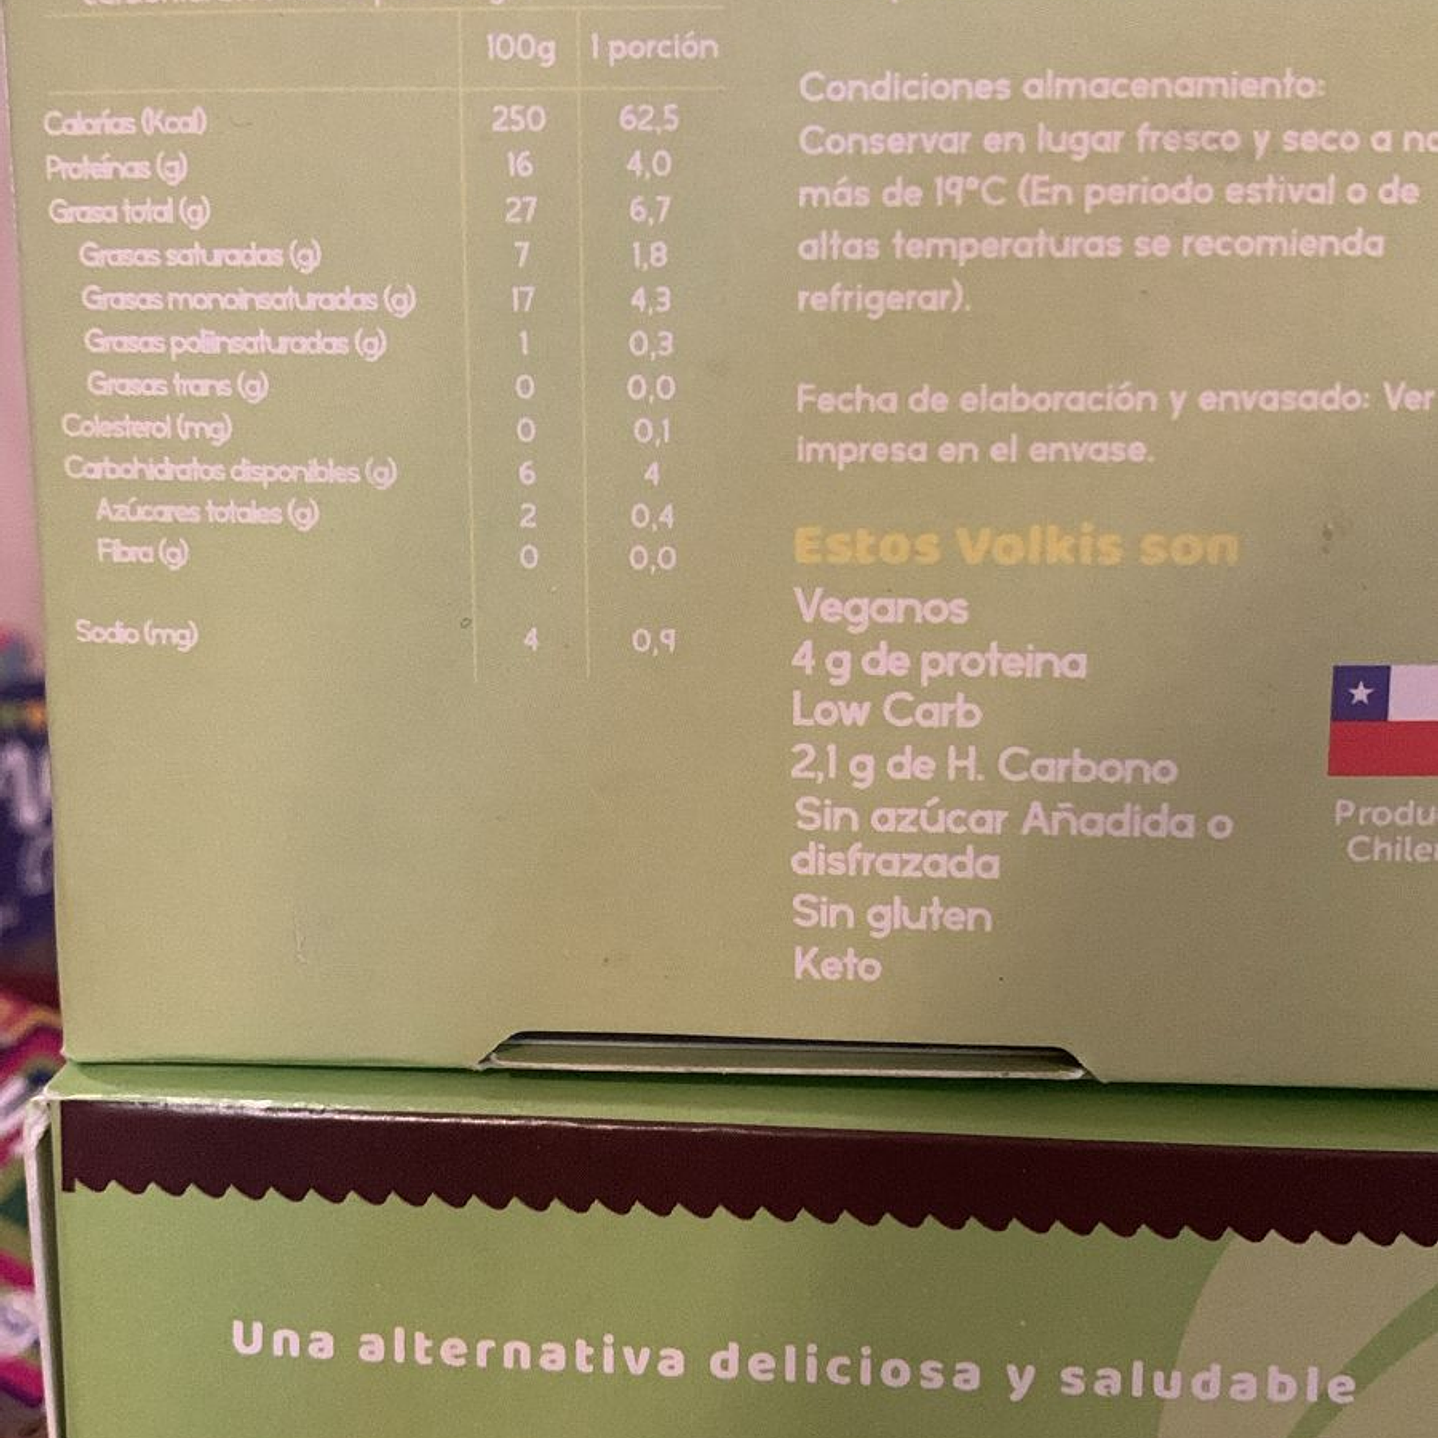 100g 1 porción
Calorías (Kcal) 250 62,5
Proteínas (g) 16 4,0
Grasa total (g) 27 6,7
Grasas saturadas (g) 7 1,8
Grasas monoinsaturadas (g) 17 4,3
Grasas poliinsaturadas (g) 1 0,3
Grasas trans (g) 0 0,0
Colesterol (mg) 0 0,1
Carbohidratos disponibles (g) 6 4
Azúcares totales (g) 2 0,4
Fibra (g) 0 0,0
Sodio (mg) 4 0,9
Condiciones almacenamiento:
Conservar en lugar fresco y seco a no
más de 19°C (En periodo estival o de
altas temperaturas se recomienda
refrigerar).
Fecha de elaboración y envasado: Ver
impresa en el envase.
Estos Volkis son
Veganos
4 g de proteina
Low Carb
2,1 g de H. Carbono
Sin azúcar Añadida o
disfrazada
Sin gluten
Keto
Produ
Chile
Una alternativa deliciosa y saludable